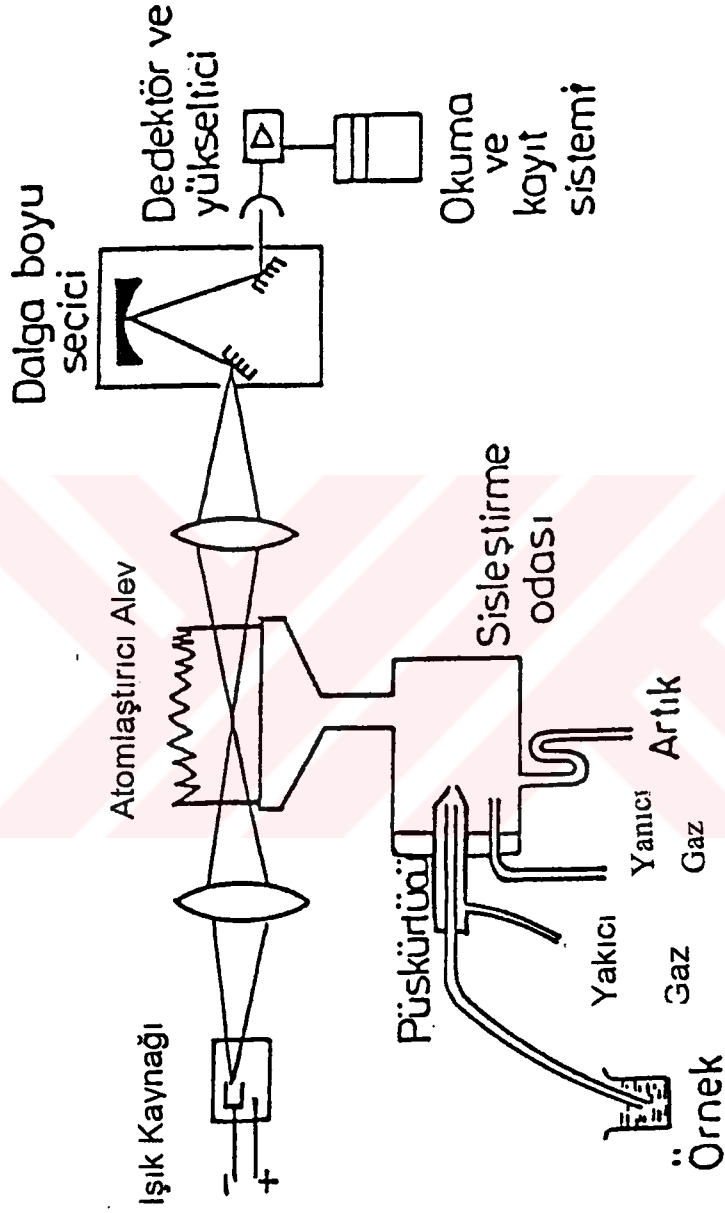 Işık Kaynağı
-
+
Atomlaştırıcı Alev
Dalga boyu
secici
Dedektör ve
yükseltici
Okuma
ve
kayıt
sistemi
Sisleştirme
odası
Püskürtücü
Örnek
Yakıcı
Gaz
Yanıcı
Gaz
Artık